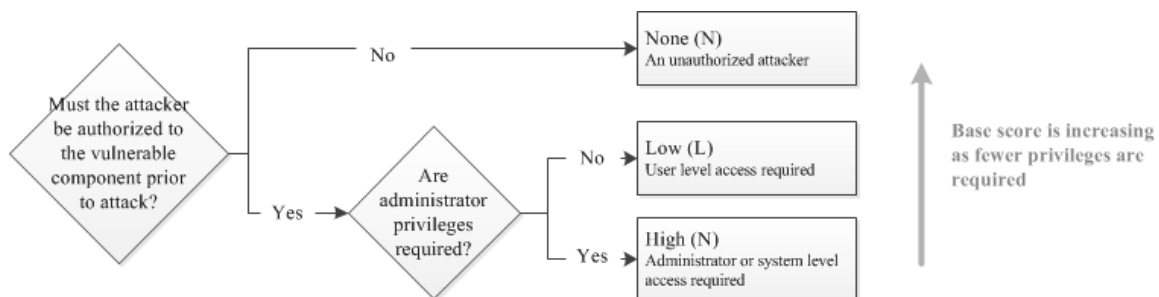 Must the attacker
be authorized to
the vulnerable
component prior
to attack?
No
Yes
Are
administrator
privileges
required?
No
Yes
None (N)
An unauthorized attacker
Low (L)
User level access required
High (N)
Administrator or system level
access required
Base score is increasing
as fewer privileges are
required